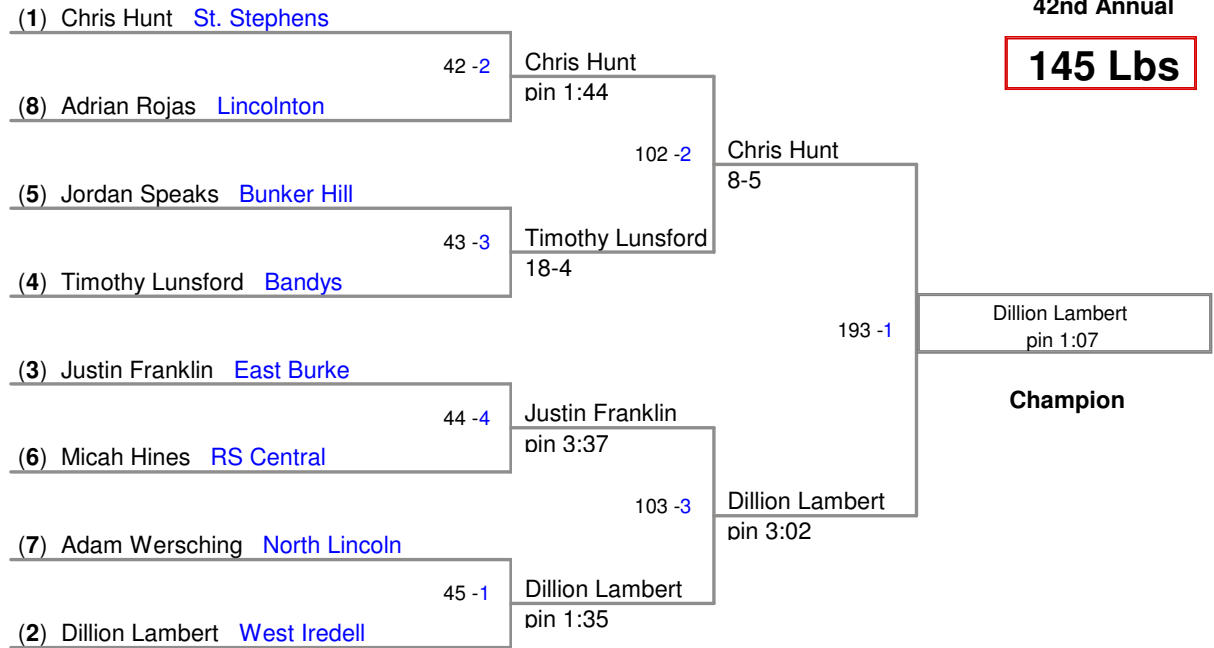 42nd Annual
145 Lbs
(1) Chris Hunt St. Stephens
42 -2
Chris Hunt
pin 1:44
(8) Adrian Rojas Lincolnton
102 -2
Chris Hunt
8-5
(5) Jordan Speaks Bunker Hill
43 -3
Timothy Lunsford
18-4
(4) Timothy Lunsford Bandys
193 -1
Dillion Lambert
pin 1:07
Champion
(3) Justin Franklin East Burke
44 -4
Justin Franklin
pin 3:37
(6) Micah Hines RS Central
103 -3
Dillion Lambert
pin 3:02
(7) Adam Wersching North Lincoln
45 -1
Dillion Lambert
pin 1:35
(2) Dillion Lambert West Iredell